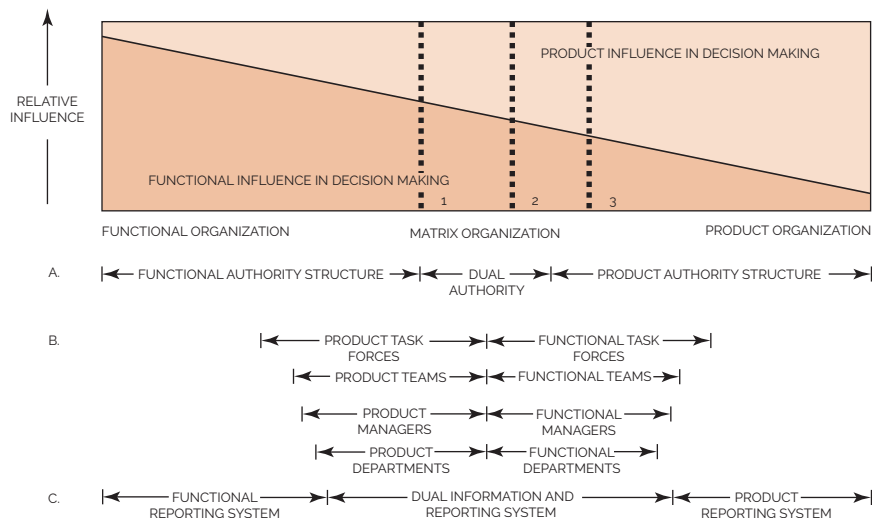 PRODUCT INFLUENCE IN DECISION MAKING
RELATIVE
INFLUENCE
FUNCTIONAL INFLUENCE IN DECISION MAKING
1 2 3
FUNCTIONAL ORGANIZATION MATRIX ORGANIZATION PRODUCT ORGANIZATION
A. FUNCTIONAL AUTHORITY STRUCTURE DUAL PRODUCT AUTHORITY STRUCTURE
AUTHORITY
B. PRODUCT TASK FUNCTIONAL TASK
FORCES FORCES
PRODUCT TEAMS FUNCTIONAL TEAMS
PRODUCT FUNCTIONAL
MANAGERS MANAGERS
PRODUCT FUNCTIONAL
DEPARTMENTS DEPARTMENTS
C. FUNCTIONAL DUAL INFORMATION AND PRODUCT
REPORTING SYSTEM REPORTING SYSTEM REPORTING SYSTEM